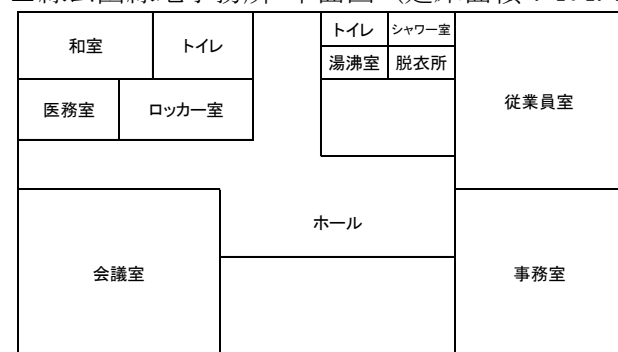 和室
トイレ
トイレ
シャワー室
湯沸室
脱衣所
医務室
ロッカー室
従業員室
ホール
会議室
事務室